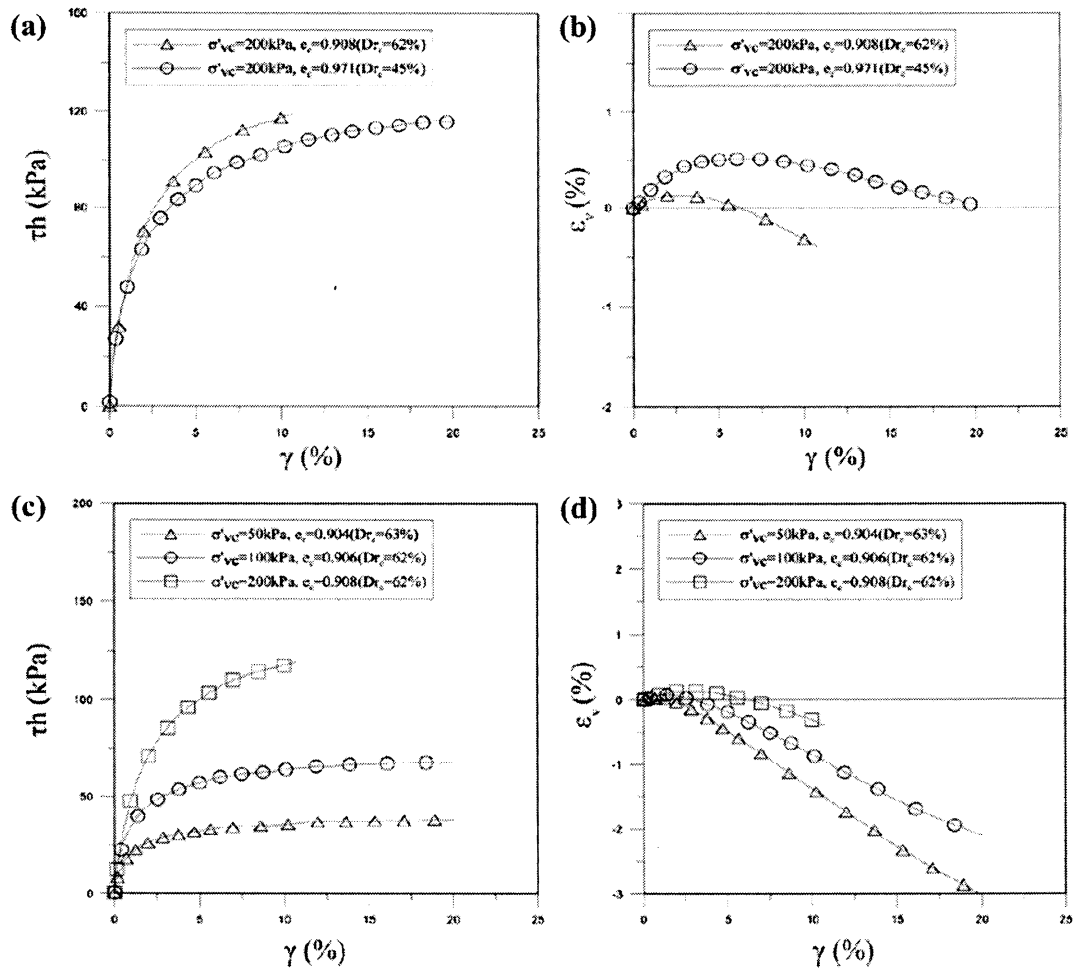 (a)
160
120
80
40
0
τh (kPa)
σ'vc=200kPa, ec=0.908(Drc=62%)
σ'vc=200kPa, ec=0.971(Drc=45%)
0 5 10 15 20 25
γ (%)
(b)
1
0
-1
-2
εv (%)
σ'vc=200kPa, ec=0.908(Drc=62%)
σ'vc=200kPa, ec=0.971(Drc=45%)
0 5 10 15 20 25
γ (%)
(c)
200
150
100
50
0
τh (kPa)
σ'vc=50kPa, ec=0.904(Drc=63%)
σ'vc=100kPa, ec=0.906(Drc=62%)
σ'vc=200kPa, ec=0.908(Drc=62%)
0 5 10 15 20 25
γ (%)
(d)
3
2
1
0
-1
-2
-3
εv (%)
σ'vc=50kPa, ec=0.904(Drc=63%)
σ'vc=100kPa, ec=0.906(Drc=62%)
σ'vc=200kPa, ec=0.908(Drc=62%)
0 5 10 15 20 25
γ (%)